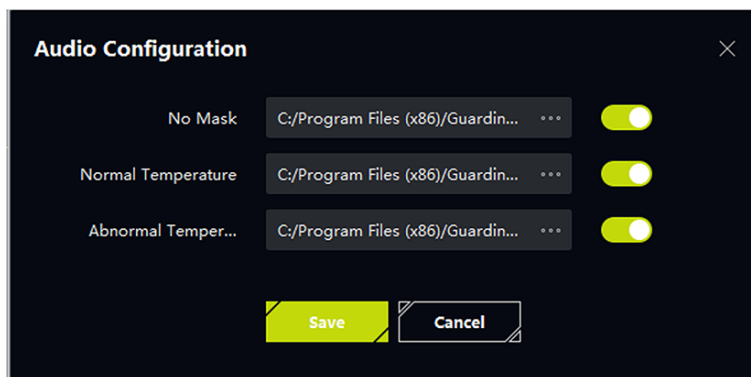 Audio Configuration
No Mask C:/Program Files (x86)/Guardin... ...
Normal Temperature C:/Program Files (x86)/Guardin... ...
Abnormal Temper... C:/Program Files (x86)/Guardin... ...
Save Cancel